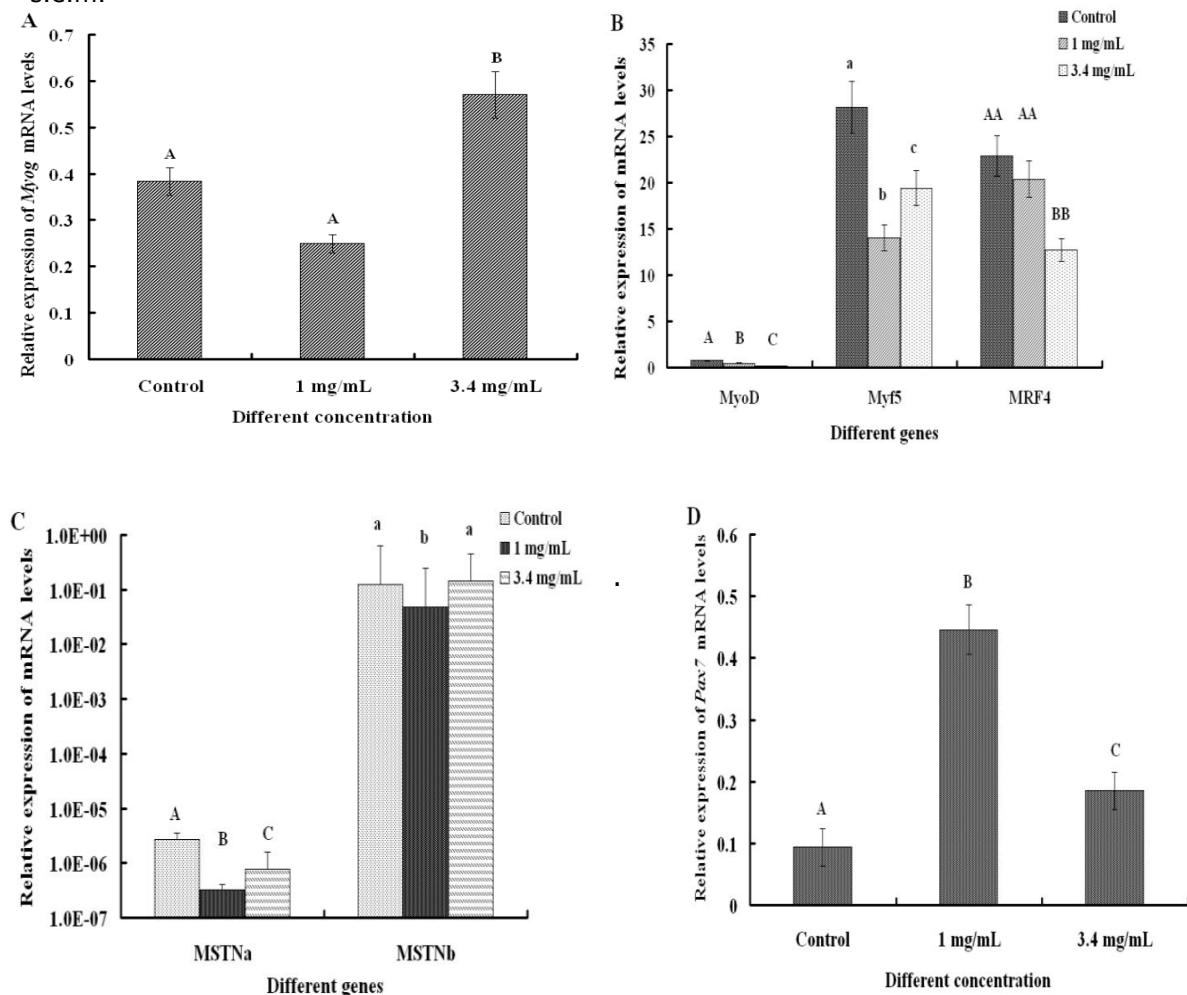 s.e.m.
A
Relative expression of Myog mRNA levels
0.7
0.6
0.5
0.4
0.3
0.2
0.1
0
A
A
B
Control
1 mg/mL
3.4 mg/mL
Different concentration
B
Control
1 mg/mL
3.4 mg/mL
Relative expression of mRNA levels
35
30
25
20
15
10
5
0
A
B
C
a
b
c
AA
AA
BB
MyoD
Myf5
MRF4
Different genes
C
Control
1 mg/mL
3.4 mg/mL
Relative expression of mRNA levels
1.0E+00
1.0E-01
1.0E-02
1.0E-03
1.0E-04
1.0E-05
1.0E-06
1.0E-07
A
B
C
a
b
a
MSTNa
MSTNb
Different genes
.
D
Relative expression of Pax7 mRNA levels
0.6
0.5
0.4
0.3
0.2
0.1
0
A
B
C
Control
1 mg/mL
3.4 mg/mL
Different concentration